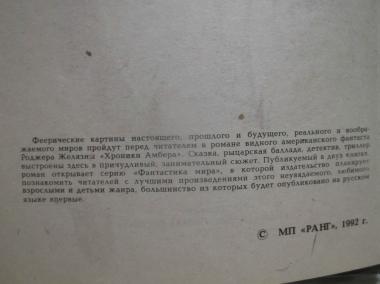 Феерические картины настоящего, прошлого и будущего, реального и вообра-
жаемого миров пройдут перед читателем в романе видного американского фантаста
Роджера Желязны «Хроники Амбера». Сказка, рыцарская баллада, детектив, триллер
выстроены здесь в причудливый, занимательный сюжет. Публикуемый в двух книгах,
роман открывает серию «Фантастика мира», в которой издательство планирует
познакомить читателей с лучшими произведениями этого неувядаемого, любимого
взрослыми и детьми жанра, большинство из которых будет опубликовано на русском
языке впервые.
© МП «РАНГ», 1992 г.